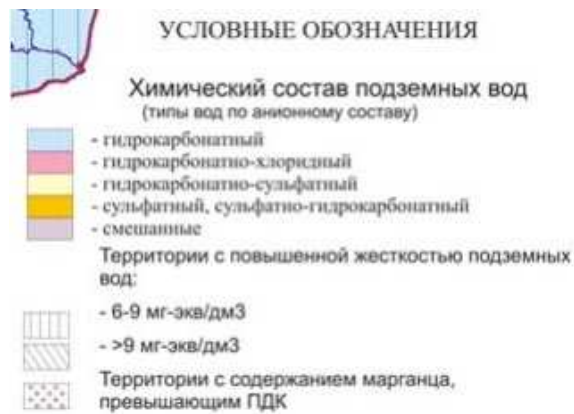 УСЛОВНЫЕ ОБОЗНАЧЕНИЯ
Химический состав подземных вод
(типы вод по анионному составу)
- гидрокарбонатный
- гидрокарбонатно-хлоридный
- гидрокарбонатно-сульфатный
- сульфатный, сульфатно-гидрокарбонатный
- смешанные
Территории с повышенной жесткостью подземных
вод:
- 6-9 мг-экв/дм3
- >9 мг-экв/дм3
Территории с содержанием марганца,
превышающим ПДК